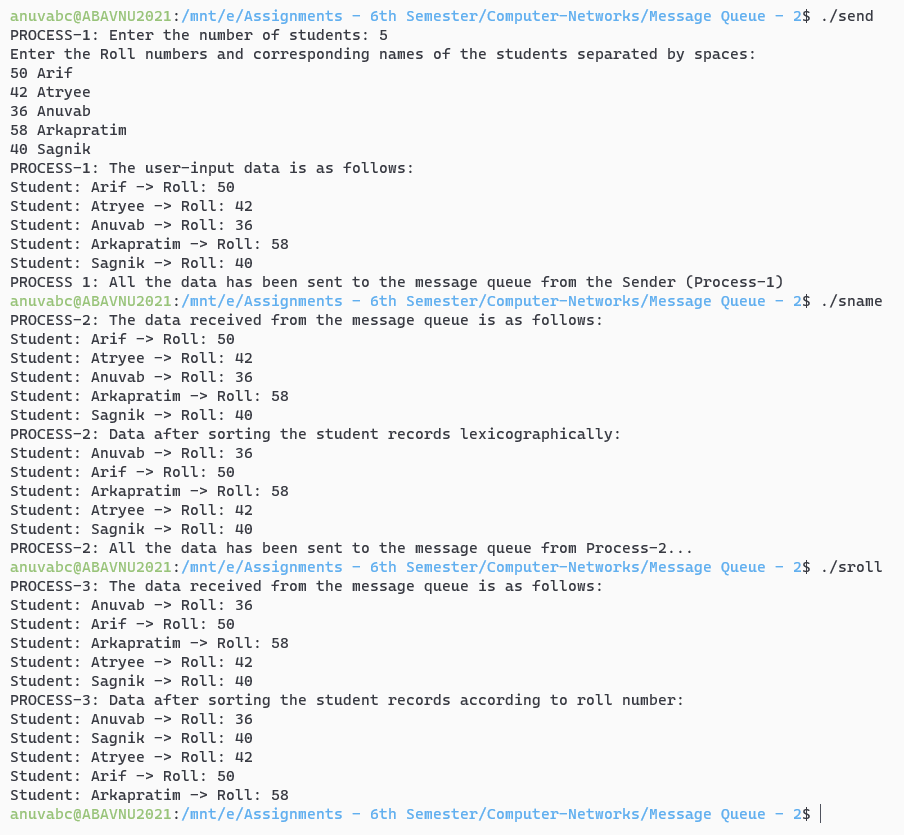 anuvabc@ABAVNU2021:/mnt/e/Assignments - 6th Semester/Computer-Networks/Message Queue - 2$ ./send
PROCESS-1: Enter the number of students: 5
Enter the Roll numbers and corresponding names of the students separated by spaces:
50 Arif
42 Atryee
36 Anuvab
58 Arkapratim
40 Sagnik
PROCESS-1: The user-input data is as follows:
Student: Arif -> Roll: 50
Student: Atryee -> Roll: 42
Student: Anuvab -> Roll: 36
Student: Arkapratim -> Roll: 58
Student: Sagnik -> Roll: 40
PROCESS 1: All the data has been sent to the message queue from the Sender (Process-1)
anuvabc@ABAVNU2021:/mnt/e/Assignments - 6th Semester/Computer-Networks/Message Queue - 2$ ./sname
PROCESS-2: The data received from the message queue is as follows:
Student: Arif -> Roll: 50
Student: Atryee -> Roll: 42
Student: Anuvab -> Roll: 36
Student: Arkapratim -> Roll: 58
Student: Sagnik -> Roll: 40
PROCESS-2: Data after sorting the student records lexicographically:
Student: Anuvab -> Roll: 36
Student: Arif -> Roll: 50
Student: Arkapratim -> Roll: 58
Student: Atryee -> Roll: 42
Student: Sagnik -> Roll: 40
PROCESS-2: All the data has been sent to the message queue from Process-2...
anuvabc@ABAVNU2021:/mnt/e/Assignments - 6th Semester/Computer-Networks/Message Queue - 2$ ./sroll
PROCESS-3: The data received from the message queue is as follows:
Student: Anuvab -> Roll: 36
Student: Arif -> Roll: 50
Student: Arkapratim -> Roll: 58
Student: Atryee -> Roll: 42
Student: Sagnik -> Roll: 40
PROCESS-3: Data after sorting the student records according to roll number:
Student: Anuvab -> Roll: 36
Student: Sagnik -> Roll: 40
Student: Atryee -> Roll: 42
Student: Arif -> Roll: 50
Student: Arkapratim -> Roll: 58
anuvabc@ABAVNU2021:/mnt/e/Assignments - 6th Semester/Computer-Networks/Message Queue - 2$